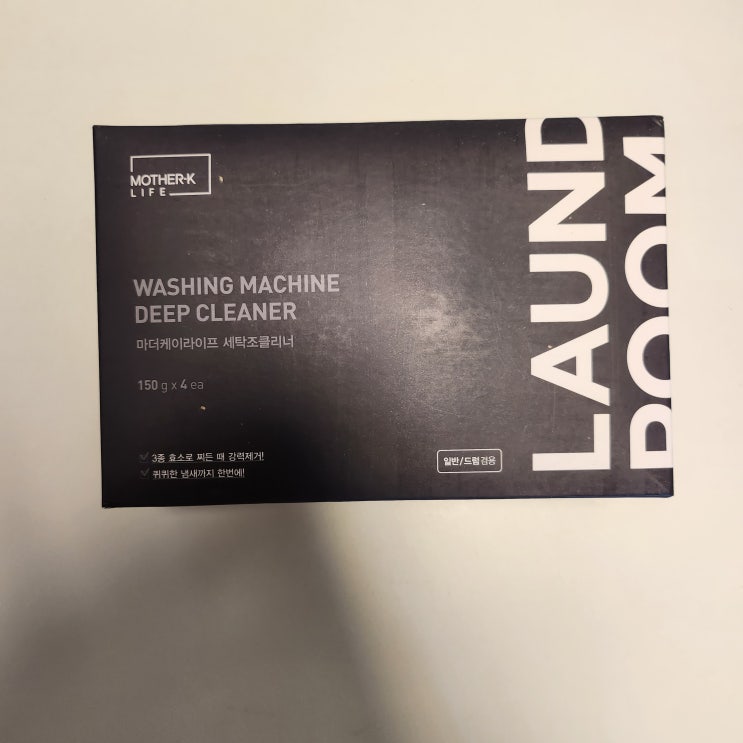 MOTHER-K
LIFE
WASHING MACHINE
DEEP CLEANER
마더케이라이프 세탁조클리너
150 g x 4 ea
3종 효소로 찌든 때 강력제거!
퀴퀴한 냄새까지 한번에!
일반/드럼겸용
LAUND
ROOM